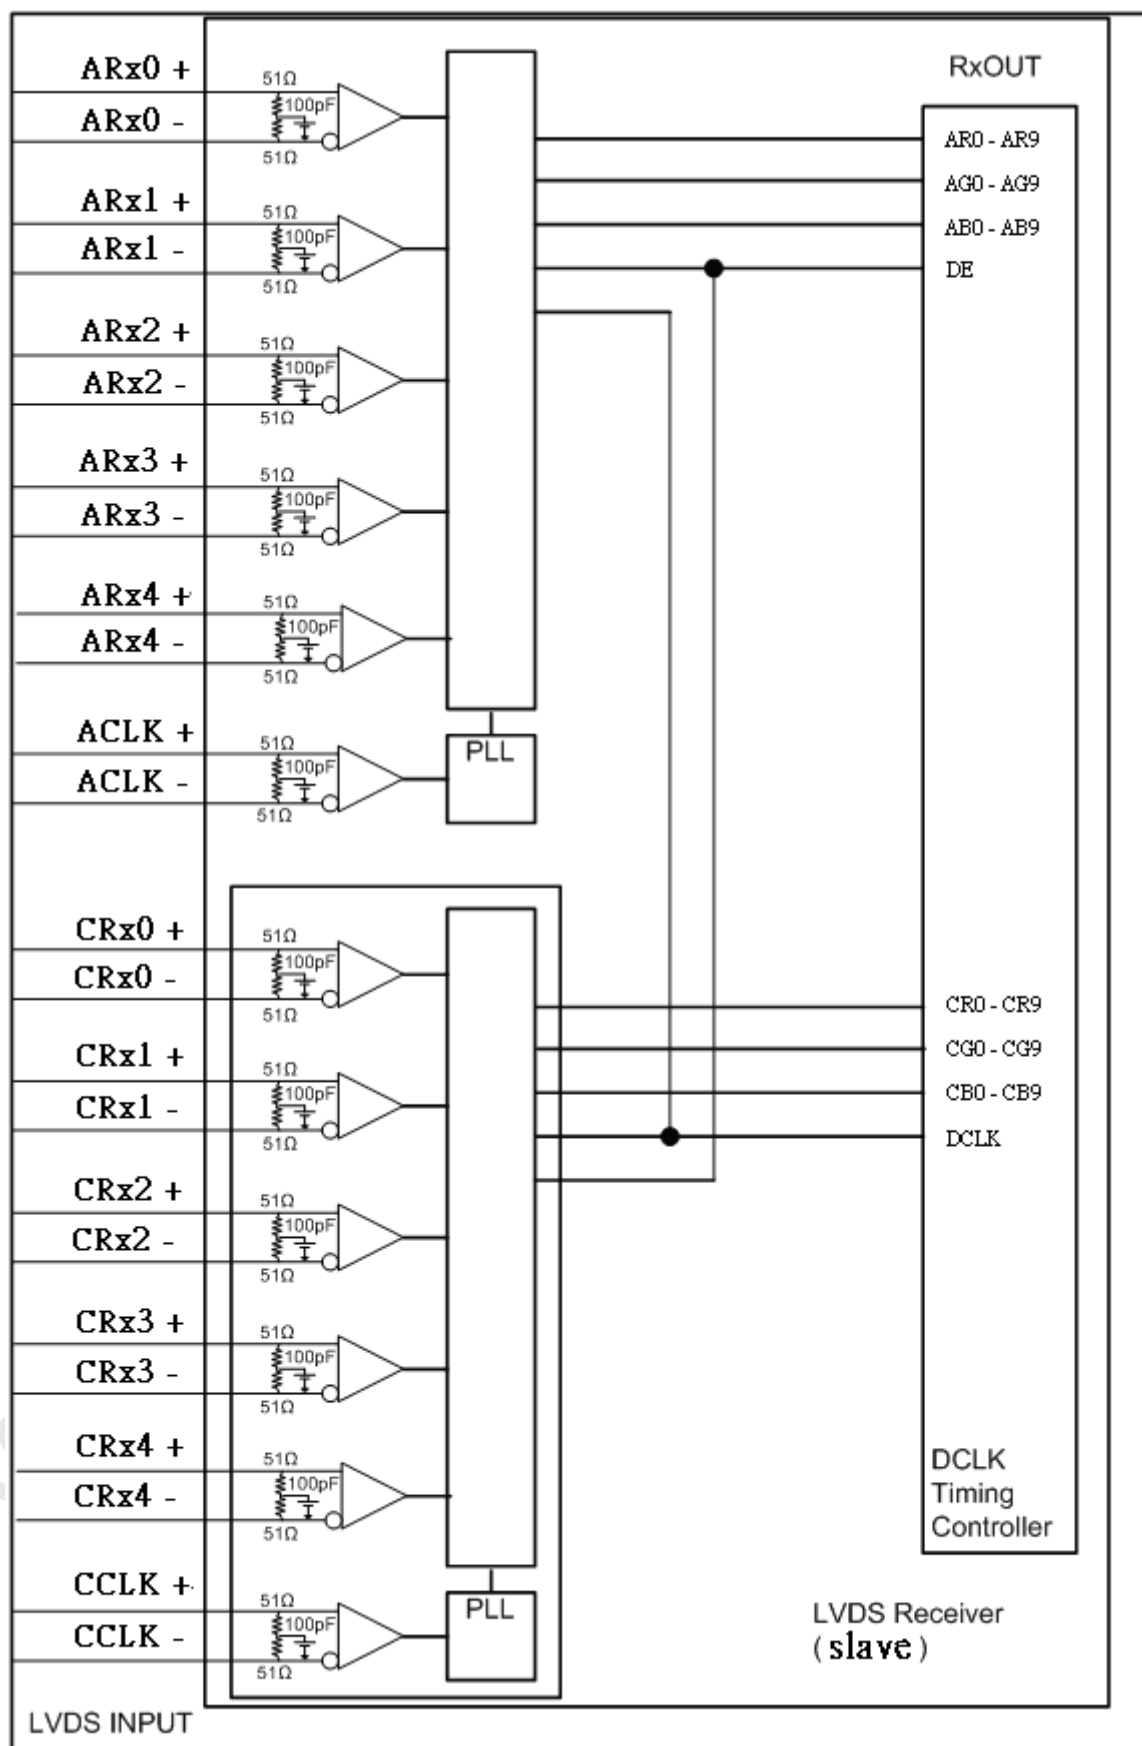 RxOUT
ARx0 +
51Ω
100pF
ARx0 -
51Ω
AR0 - AR9
AG0 - AG9
AB0 - AB9
DE
ARx1 +
51Ω
100pF
ARx1 -
51Ω
ARx2 +
51Ω
100pF
ARx2 -
51Ω
ARx3 +
51Ω
100pF
ARx3 -
51Ω
ARx4 +
51Ω
100pF
ARx4 -
51Ω
ACLK +
51Ω
100pF
ACLK -
51Ω
PLL
CRx0 +
51Ω
100pF
CRx0 -
51Ω
CR0 - CR9
CG0 - CG9
CB0 - CB9
DCLK
CRx1 +
51Ω
100pF
CRx1 -
51Ω
CRx2 +
51Ω
100pF
CRx2 -
51Ω
CRx3 +
51Ω
100pF
CRx3 -
51Ω
CRx4 +
51Ω
100pF
CRx4 -
51Ω
DCLK
Timing
Controller
CCLK +
51Ω
100pF
CCLK -
51Ω
PLL
LVDS Receiver
(slave)
LVDS INPUT